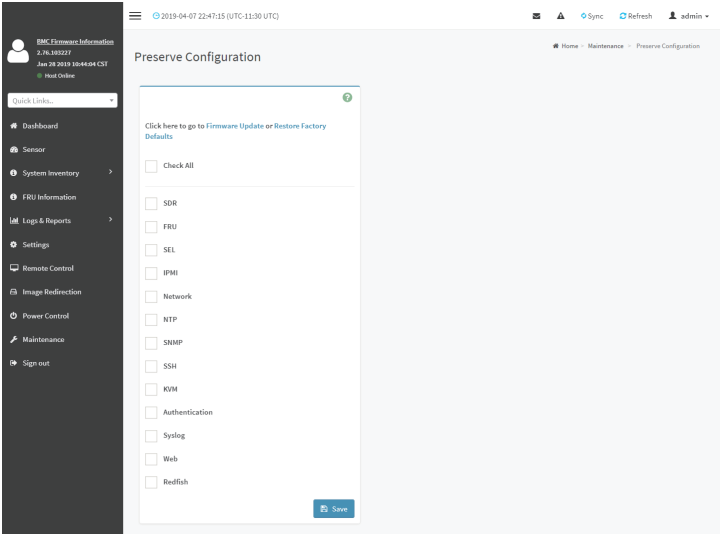 2019-04-07 22:47:15 (UTC-11:30 UTC)
Sync
Refresh
admin
BMC Firmware Information
2.76.103227
Jan 28 2019 10:44:04 CST
Host Online
Quick Links..
Dashboard
Sensor
System Inventory
FRU Information
Logs & Reports
Settings
Remote Control
Image Redirection
Power Control
Maintenance
Sign out
Preserve Configuration
Home > Maintenance > Preserve Configuration
?
Click here to go to Firmware Update or Restore Factory
Defaults
Check All
SDR
FRU
SEL
IPMI
Network
NTP
SNMP
SSH
KVM
Authentication
Syslog
Web
Redfish
Save